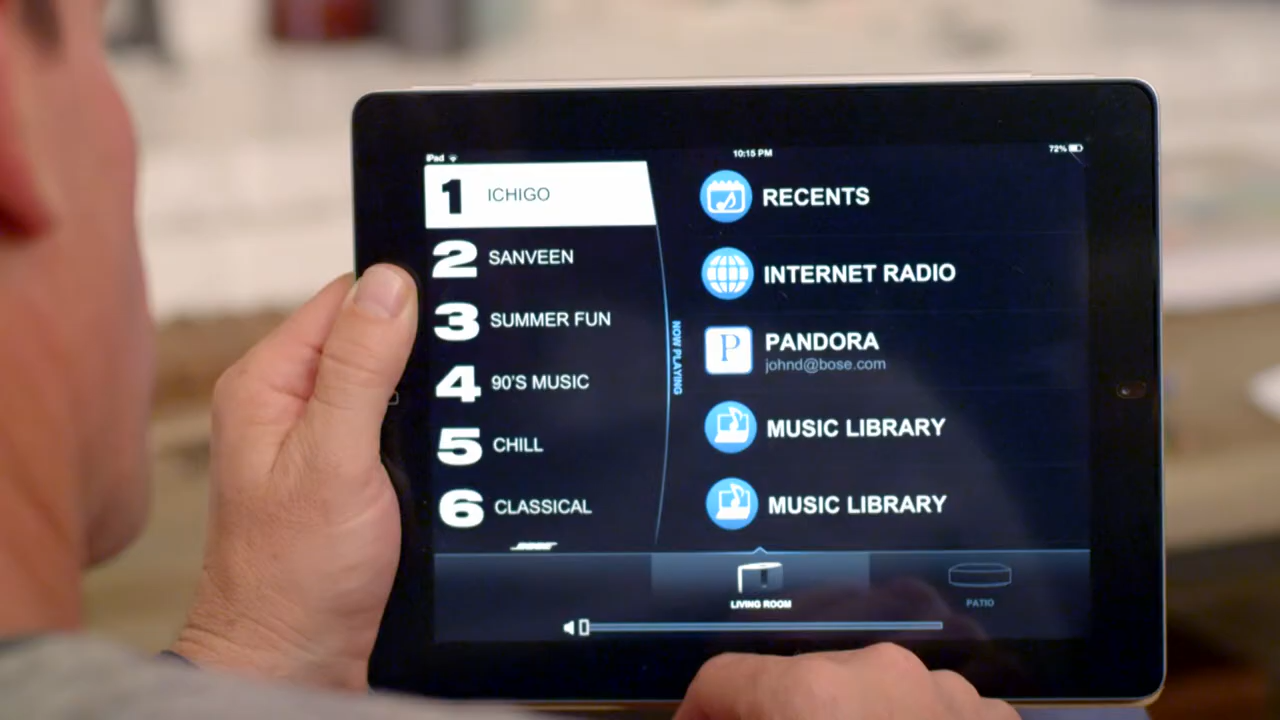 iPad
10:15 PM
72%
1 ICHIGO
2 SANVEEN
3 SUMMER FUN
4 90'S MUSIC
5 CHILL
6 CLASSICAL
BOSE
NOW PLAYING
RECENTS
INTERNET RADIO
P PANDORA
johnd@bose.com
MUSIC LIBRARY
MUSIC LIBRARY
LIVING ROOM
PATIO